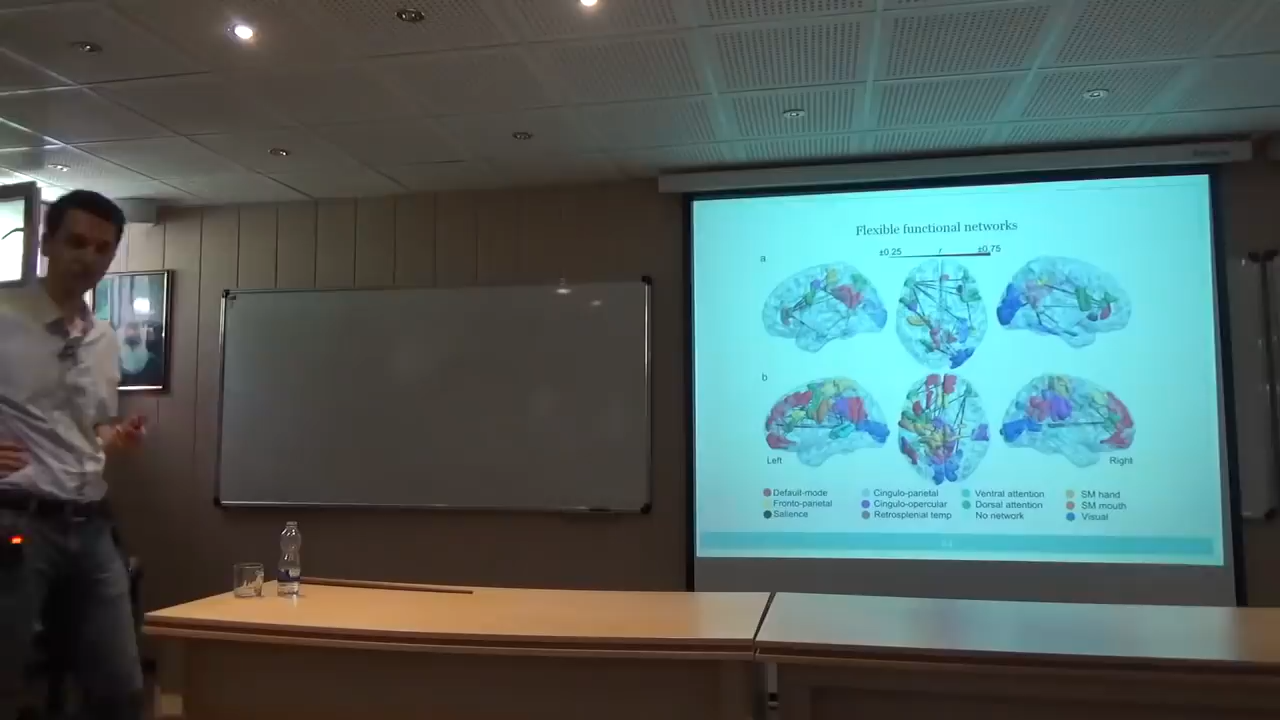 Flexible functional networks
±0.25 r ±0.75
a
b
Left
Right
Default-mode
Fronto-parietal
Salience
Cingulo-parietal
Cingulo-opercular
Retrosplenial temp
Ventral attention
Dorsal attention
No network
SM hand
SM mouth
Visual